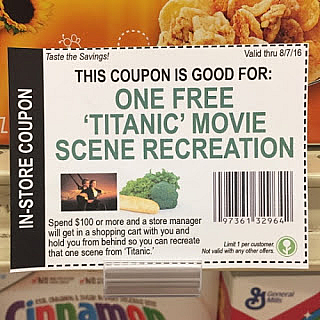 Taste the Savings!
Valid thru 8/7/16
THIS COUPON IS GOOD FOR:
ONE FREE
'TITANIC' MOVIE
SCENE RECREATION
IN-STORE COUPON
Spend $100 or more and a store manager
will get in a shopping cart with you and
hold you from behind so you can recreate
that one scene from 'Titanic.'
97361 32964
Limit 1 per customer.
Not valid with any other offers.
Cinnamon
General
Mills